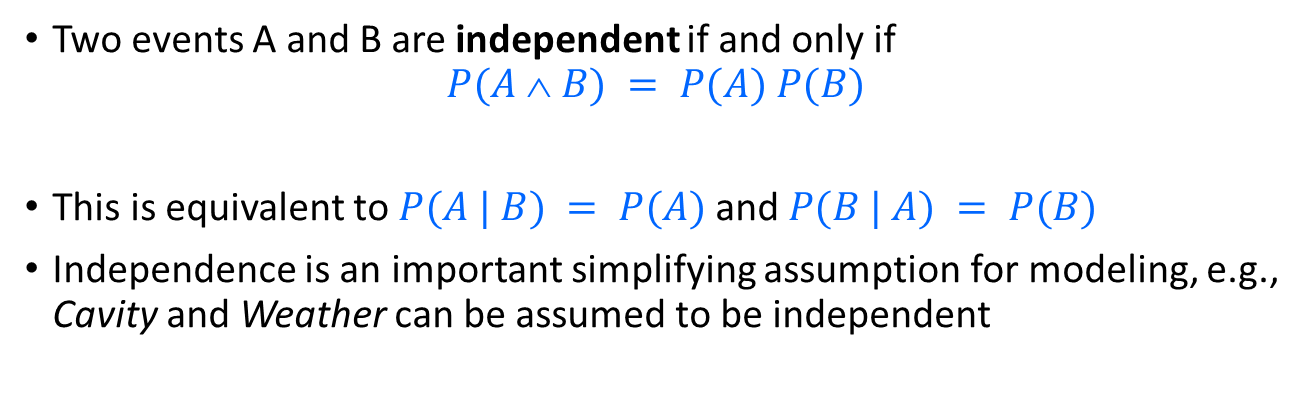 • Two events A and B are independent if and only if
P(A ∧ B) = P(A) P(B)
• This is equivalent to P(A | B) = P(A) and P(B | A) = P(B)
• Independence is an important simplifying assumption for modeling, e.g.,
Cavity and Weather can be assumed to be independent